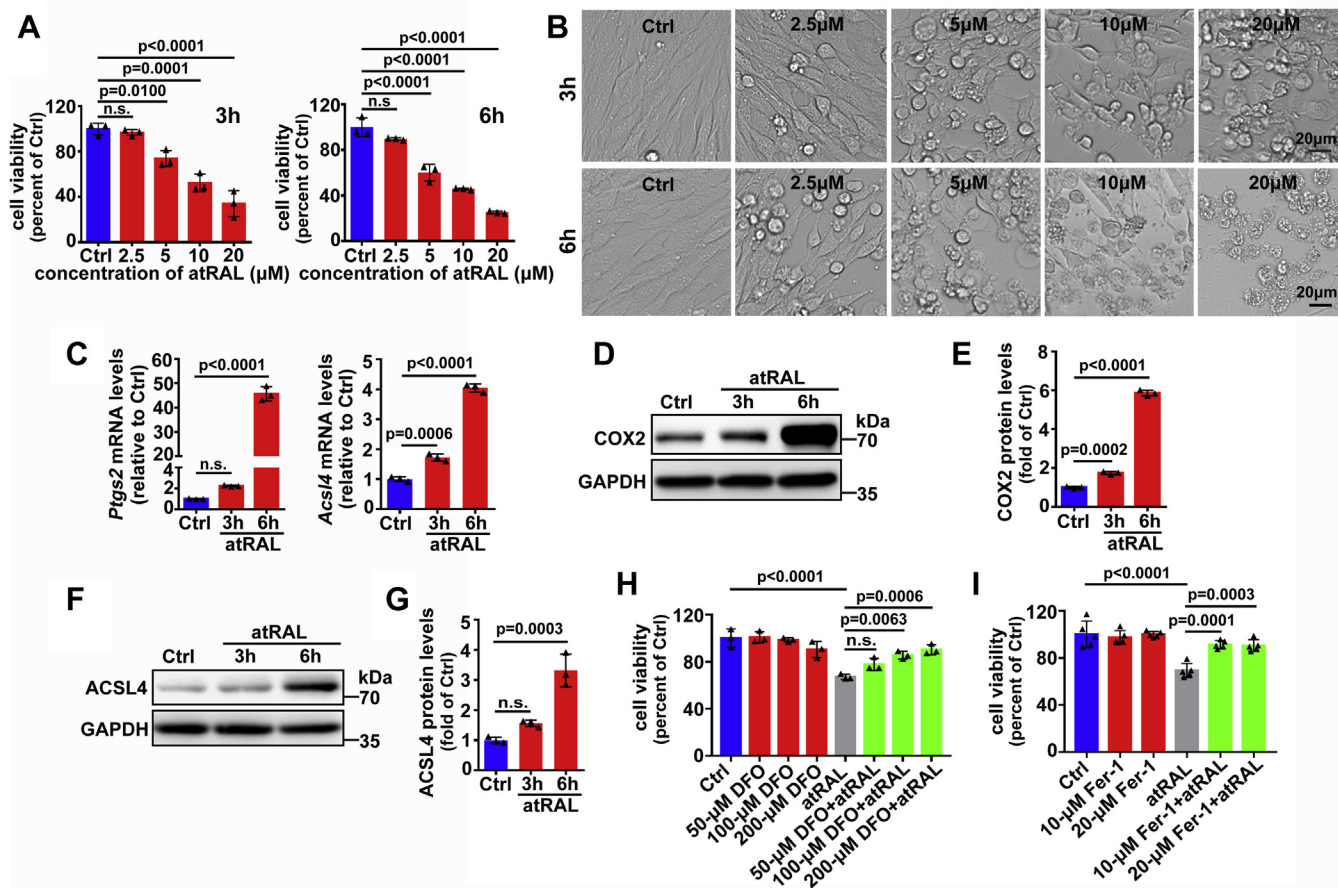 A
p<0.0001
p=0.0001
p=0.0100
n.s.
3h
cell viability
(percent of Ctrl)
120
80
40
0
Ctrl 2.5 5 10 20
concentration of atRAL (µM)
p<0.0001
p<0.0001
p<0.0001
n.s
6h
cell viability
(percent of Ctrl)
120
80
40
0
Ctrl 2.5 5 10 20
concentration of atRAL (µM)
B
3h
Ctrl 2.5µM 5µM 10µM 20µM
20µm
6h
Ctrl 2.5µM 5µM 10µM 20µM
20µm
C
Ptgs2 mRNA levels
(relative to Ctrl)
p<0.0001
n.s.
60
50
40
30
20
10
4
2
0
Ctrl 3h 6h
atRAL
Acsl4 mRNA levels
(relative to Ctrl)
p<0.0001
p=0.0006
5
4
3
2
1
0
Ctrl 3h 6h
atRAL
D
atRAL
Ctrl 3h 6h
kDa
COX2
70
GAPDH
35
E
COX2 protein levels
(fold of Ctrl)
p<0.0001
p=0.0002
8
6
4
2
0
Ctrl 3h 6h
atRAL
F
atRAL
Ctrl 3h 6h
kDa
ACSL4
70
GAPDH
35
G
ACSL4 protein levels
(fold of Ctrl)
p=0.0003
n.s.
5
4
3
2
1
0
Ctrl 3h 6h
atRAL
H
p<0.0001
p=0.0006
p=0.0063
n.s.
cell viability
(percent of Ctrl)
120
80
40
0
Ctrl
50-µM DFO
100-µM DFO
200-µM DFO
atRAL
50-µM DFO+atRAL
100-µM DFO+atRAL
200-µM DFO+atRAL
I
p<0.0001
p=0.0003
p=0.0001
cell viability
(percent of Ctrl)
120
80
40
0
Ctrl
10-µM Fer-1
20-µM Fer-1
atRAL
10-µM Fer-1+atRAL
20-µM Fer-1+atRAL